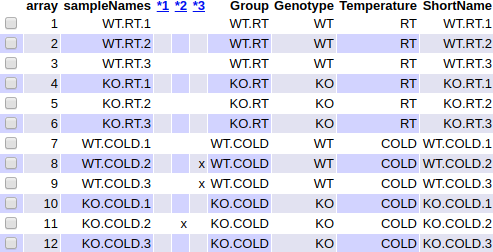 array sampleNames *1 *2 *3 Group Genotype Temperature ShortName
1 WT.RT.1 WT.RT WT RT WT.RT.1
2 WT.RT.2 WT.RT WT RT WT.RT.2
3 WT.RT.3 WT.RT WT RT WT.RT.3
4 KO.RT.1 KO.RT KO RT KO.RT.1
5 KO.RT.2 KO.RT KO RT KO.RT.2
6 KO.RT.3 KO.RT KO RT KO.RT.3
7 WT.COLD.1 WT.COLD WT COLD WT.COLD.1
8 WT.COLD.2 x WT.COLD WT COLD WT.COLD.2
9 WT.COLD.3 x WT.COLD WT COLD WT.COLD.3
10 KO.COLD.1 KO.COLD KO COLD KO.COLD.1
11 KO.COLD.2 x KO.COLD KO COLD KO.COLD.2
12 KO.COLD.3 KO.COLD KO COLD KO.COLD.3